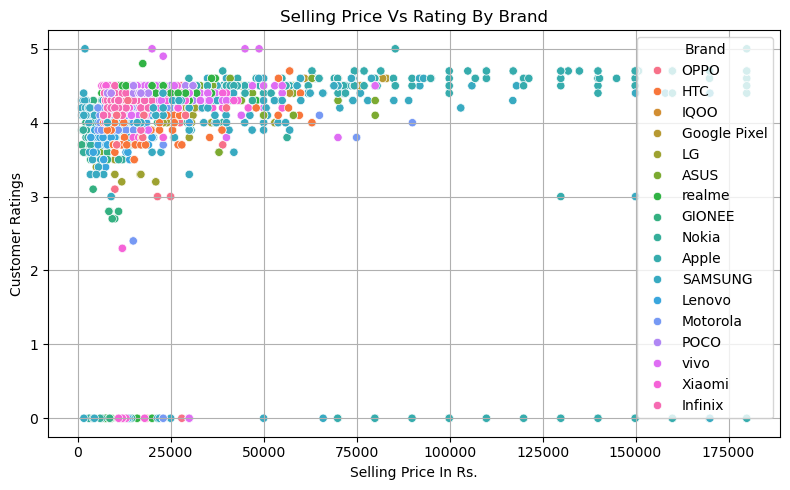 Selling Price Vs Rating By Brand
Customer Ratings
5
4
3
2
1
0
0 25000 50000 75000 100000 125000 150000 175000
Selling Price In Rs.
Brand
OPPO
HTC
IQOO
Google Pixel
LG
ASUS
realme
GIONEE
Nokia
Apple
SAMSUNG
Lenovo
Motorola
POCO
vivo
Xiaomi
Infinix